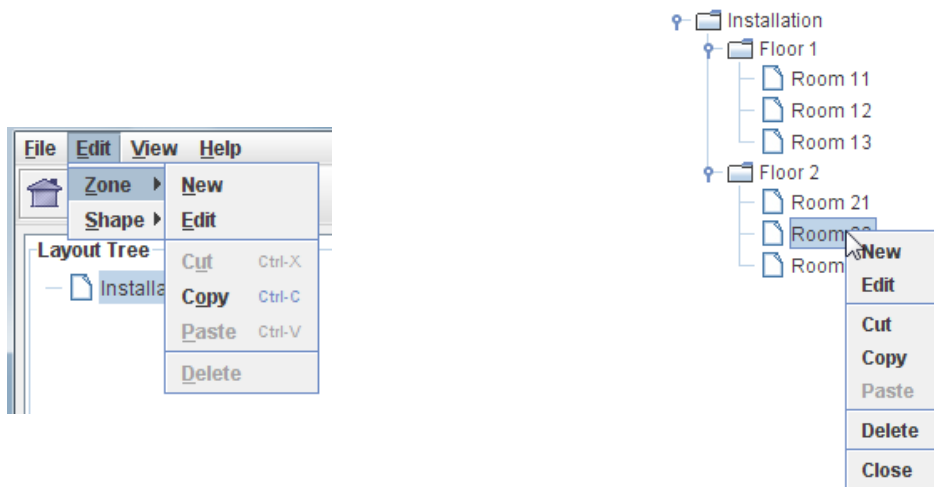 File Edit View Help
Zone New
Shape Edit
Layout Tree
Cut Ctrl-X
Copy Ctrl-C
Paste Ctrl-V
Delete
Installation
Floor 1
Room 11
Room 12
Room 13
Floor 2
Room 21
Room
Room
New
Edit
Cut
Copy
Paste
Delete
Close